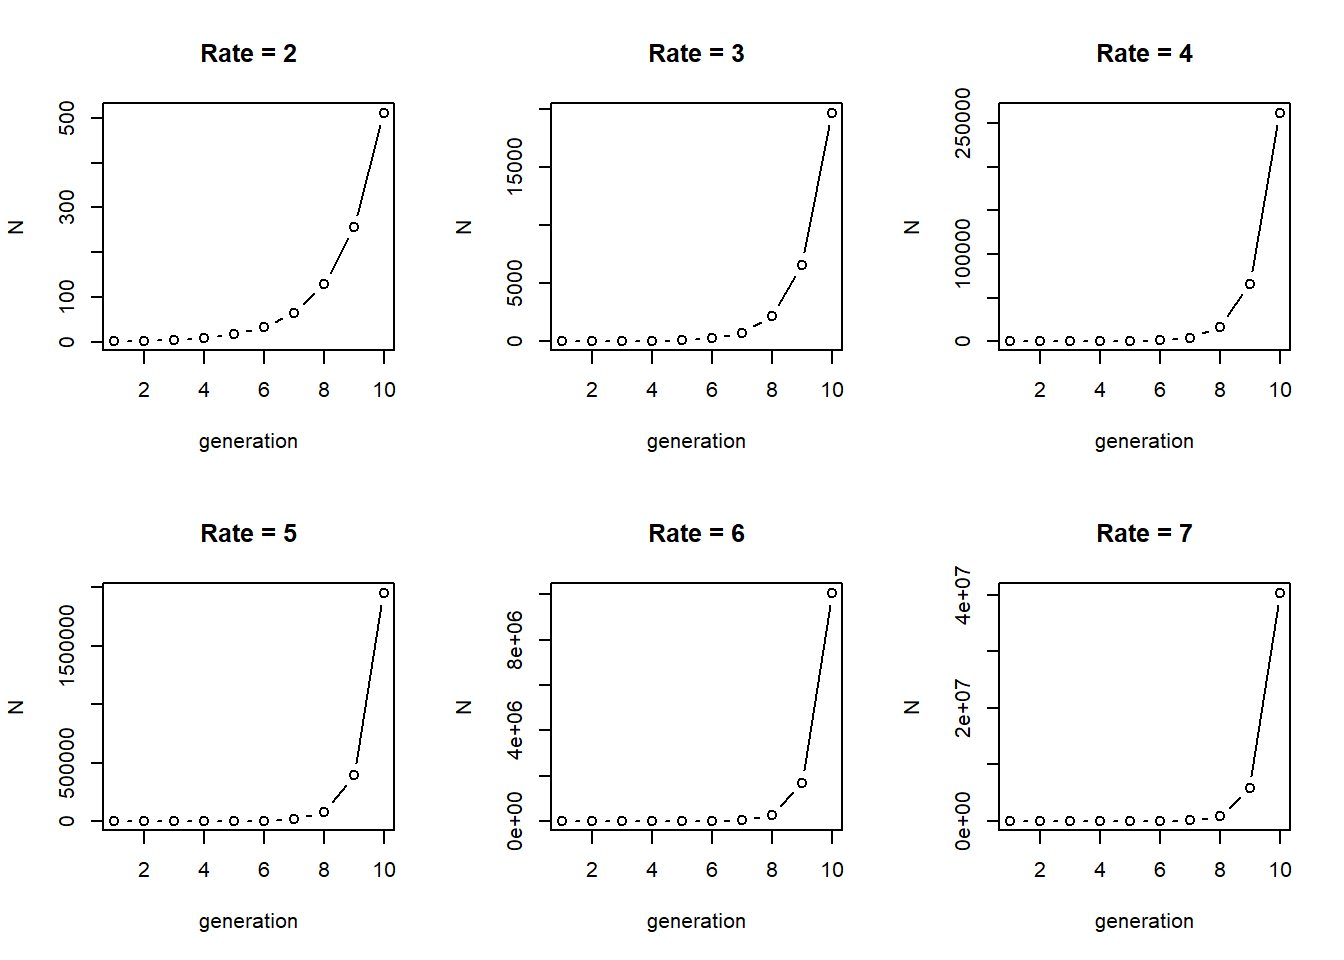 Rate = 2
500
300
100
0
N
2 4 6 8 10
generation
Rate = 3
15000
5000
0
N
2 4 6 8 10
generation
Rate = 4
250000
100000
0
N
2 4 6 8 10
generation
Rate = 5
1500000
500000
0
N
2 4 6 8 10
generation
Rate = 6
8e+06
4e+06
0e+00
N
2 4 6 8 10
generation
Rate = 7
4e+07
2e+07
0e+00
N
2 4 6 8 10
generation